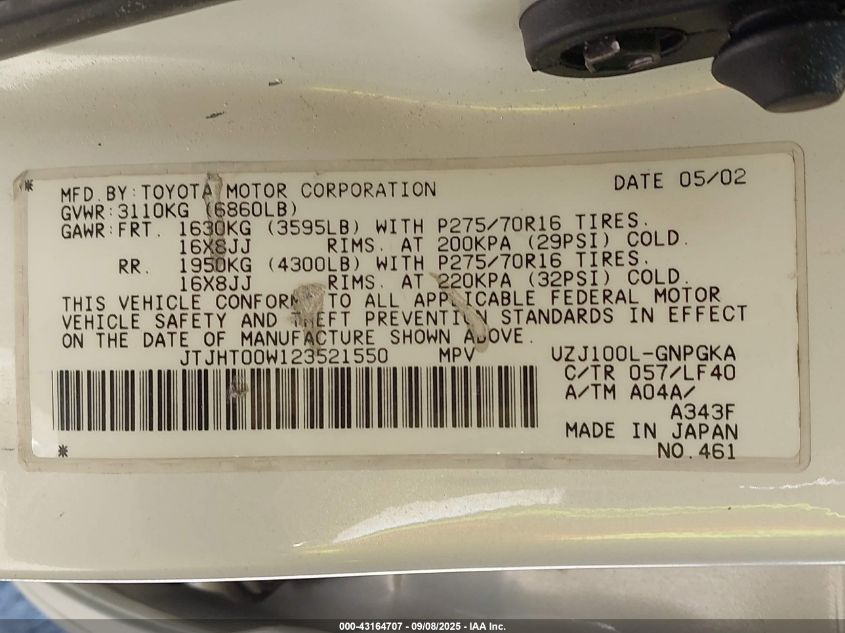 MFD. BY: TOYOTA MOTOR CORPORATION DATE 05/02
GVWR: 3110KG (6860LB)
GAWR: FRT. 1630KG (3595LB) WITH P275/70R16 TIRES.
16X8JJ RIMS. AT 200KPA (29PSI) COLD.
RR. 1950KG (4300LB) WITH P275/70R16 TIRES.
16X8JJ RIMS. AT 220KPA (32PSI) COLD.
THIS VEHICLE CONFORMS TO ALL APPLICABLE FEDERAL MOTOR
VEHICLE SAFETY AND THEFT PREVENTION STANDARDS IN EFFECT
ON THE DATE OF MANUFACTURE SHOWN ABOVE.
JTJHT00W123521550 MPV UZJ100L-GNPGKA
C/TR 057/LF40
A/TM A04A/
A343F
MADE IN JAPAN
NO. 461
000-43164707 - 09/08/2025 - IAA Inc.